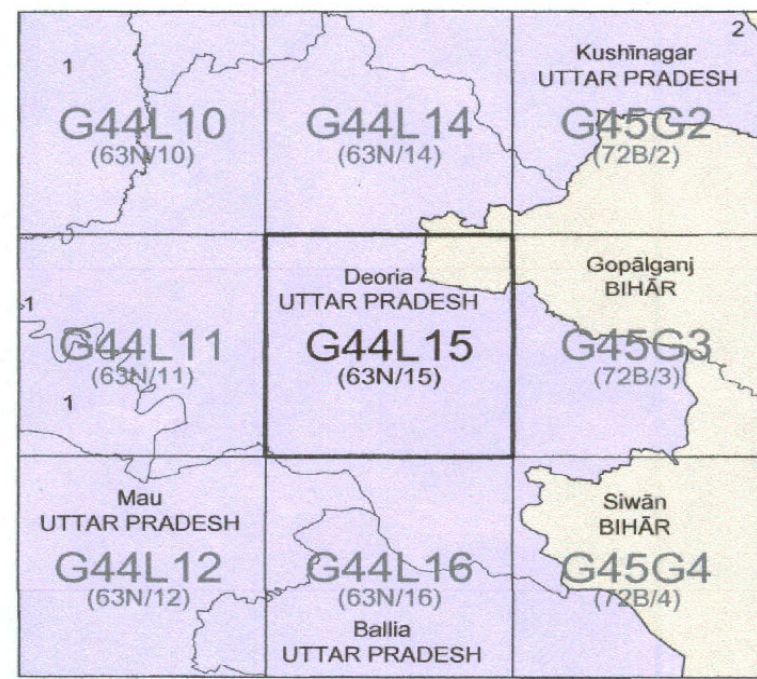 1
G44L10
(63N/10)
G44L14
(63N/14)
2
Kushīnagar
UTTAR PRADESH
G45G2
(72B/2)
1
G44L11
(63N/11)
1
Deoria
UTTAR PRADESH
G44L15
(63N/15)
Gopālganj
BIHĀR
G45G3
(72B/3)
Mau
UTTAR PRADESH
G44L12
(63N/12)
G44L16
(63N/16)
Ballia
UTTAR PRADESH
Siwān
BIHĀR
G45G4
(72B/4)